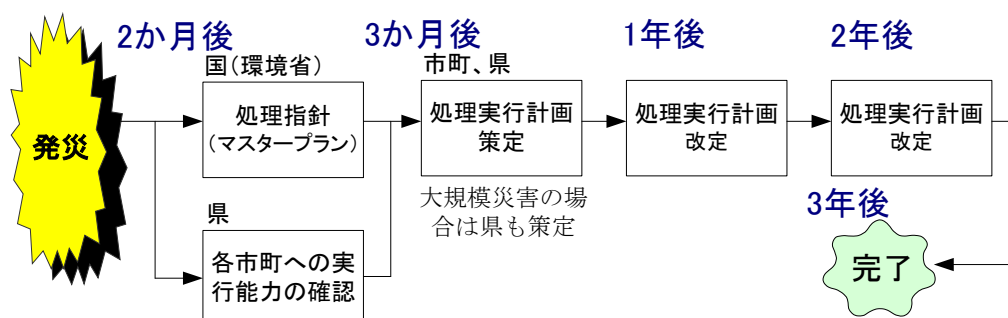 2か月後
3か月後
1年後
2年後
国(環境省)
市町、県
処理指針
(マスタープラン)
処理実行計画
策定
処理実行計画
改定
処理実行計画
改定
発災
大規模災害の場
合は県も策定
県
各市町への実
行能力の確認
3年後
完了